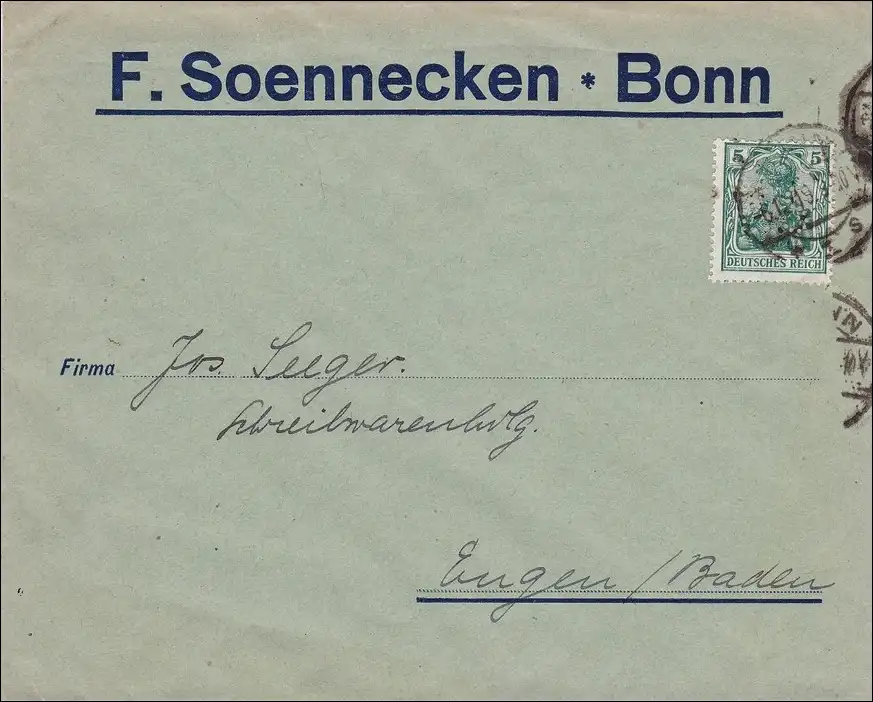 F. Soennecken * Bonn
5 5
DEUTSCHES REICH
Firma Jos. Seeger.
Schreibwarenhdlg.
Engen / Baden